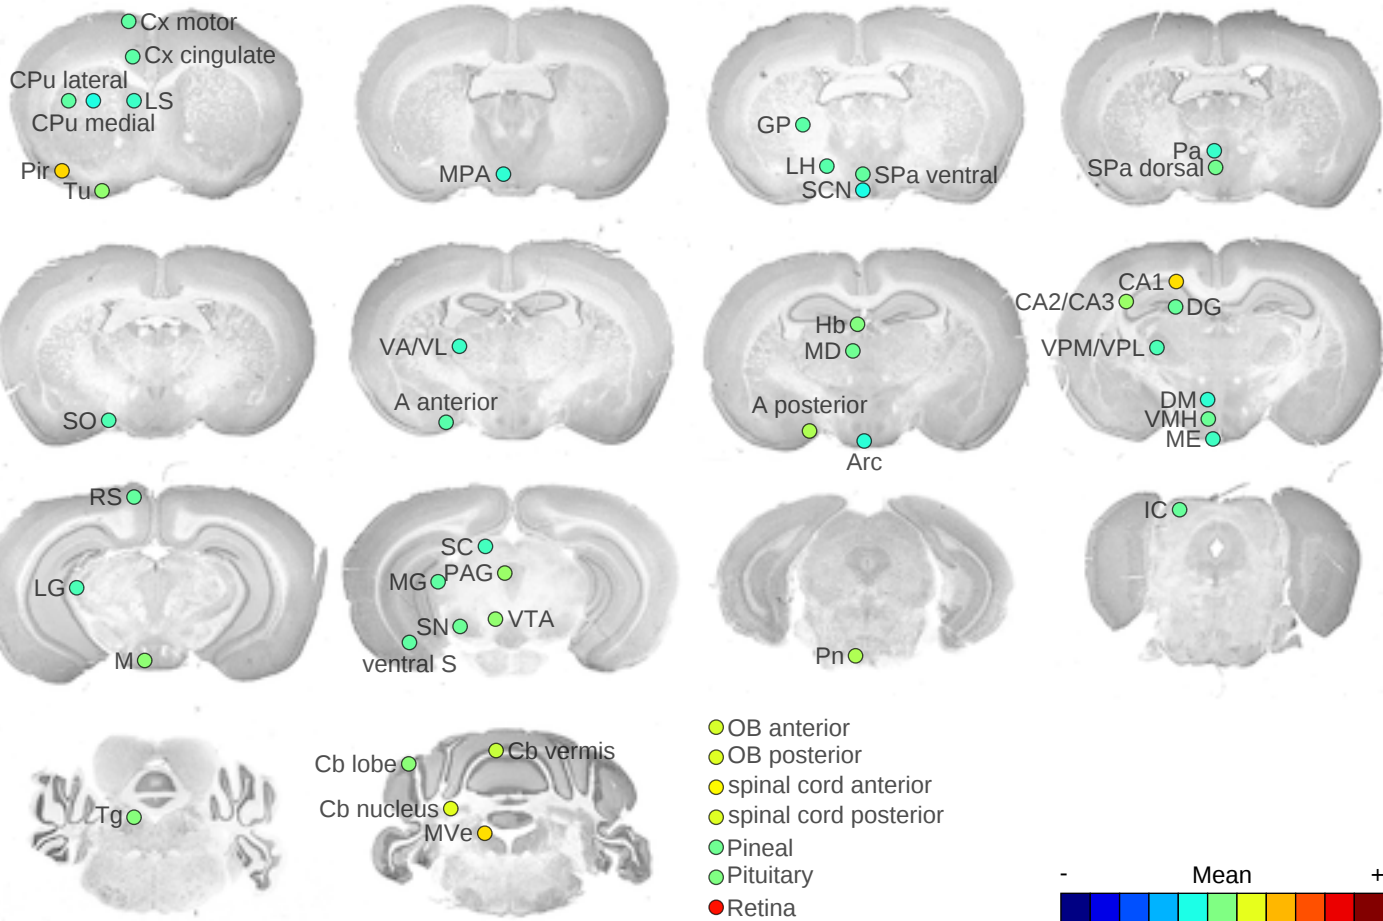 Cx motor
Cx cingulate
CPu lateral
LS
CPu medial
Pir
Tu
MPA
GP
LH
SPa ventral
SCN
Pa
SPa dorsal
SO
VA/VL
A anterior
Hb
MD
A posterior
Arc
CA1
CA2/CA3
DG
VPM/VPL
DM
VMH
ME
RS
LG
M
SC
PAG
MG
VTA
SN
ventral S
Pn
IC
Tg
Cb lobe
Cb vermis
Cb nucleus
MVe
OB anterior
OB posterior
spinal cord anterior
spinal cord posterior
Pineal
Pituitary
Retina
- Mean +